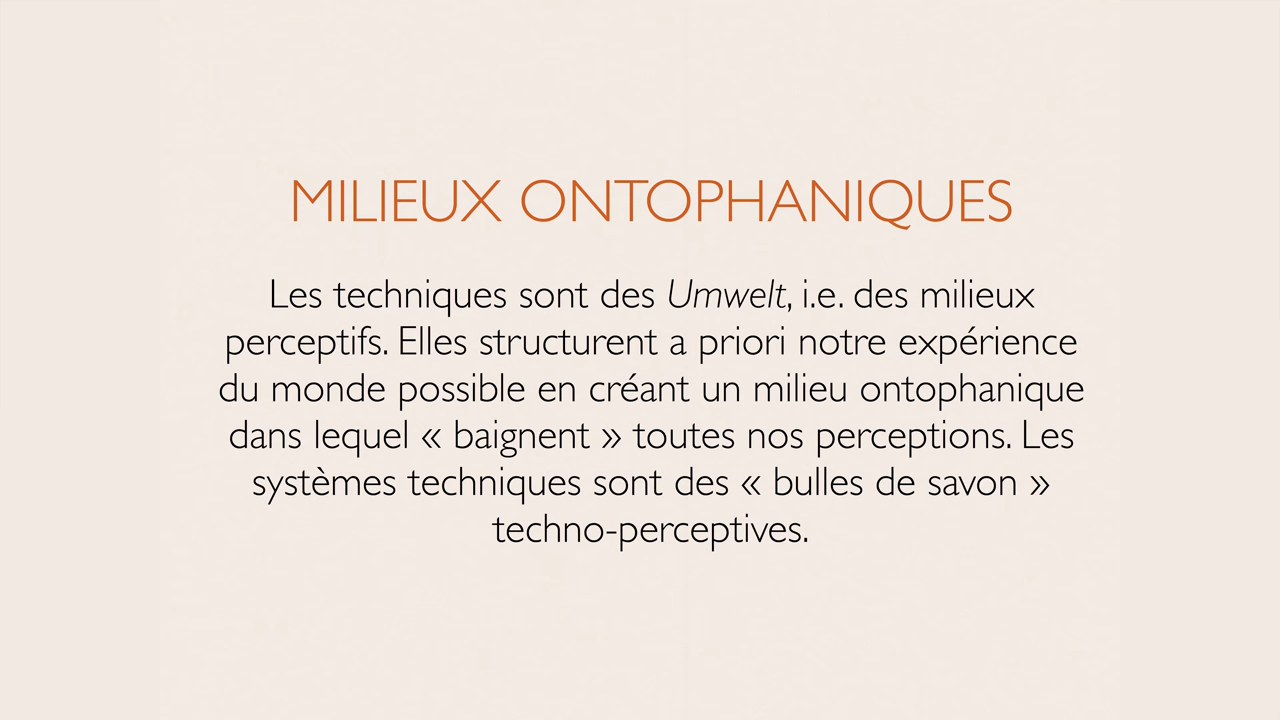 MILIEUX ONTOPHANIQUES
Les techniques sont des Umwelt, i.e. des milieux
perceptifs. Elles structurent a priori notre expérience
du monde possible en créant un milieu ontophanique
dans lequel « baignent » toutes nos perceptions. Les
systèmes techniques sont des « bulles de savon »
techno-perceptives.